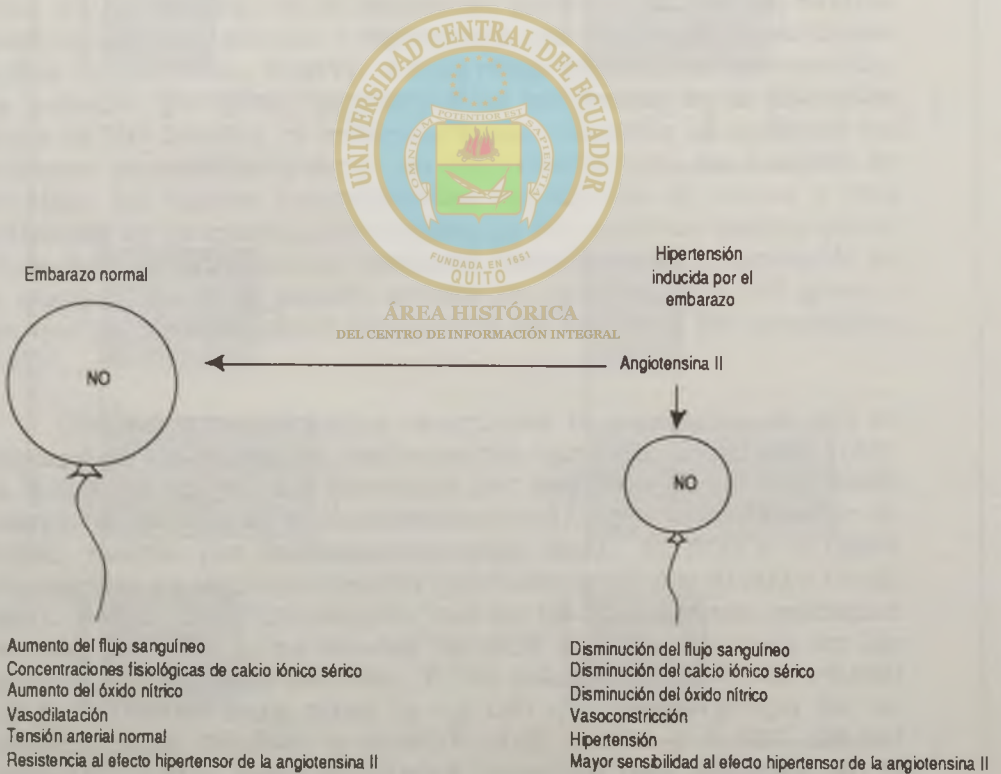 UNIVERSIDAD CENTRAL DEL ECUADOR
OMNIUM POTENTIOR EST SAPIENTIA
FUNDADA EN 1651
QUITO
ÁREA HISTÓRICA
DEL CENTRO DE INFORMACIÓN INTEGRAL
Embarazo normal
Hipertensión
inducida por el
embarazo
NO
Angiotensina II
NO
Aumento del flujo sanguíneo
Concentraciones fisiológicas de calcio iónico sérico
Aumento del óxido nítrico
Vasodilatación
Tensión arterial normal
Resistencia al efecto hipertensor de la angiotensina II
Disminución del flujo sanguíneo
Disminución del calcio iónico sérico
Disminución del óxido nítrico
Vasoconstricción
Hipertensión
Mayor sensibilidad al efecto hipertensor de la angiotensina II